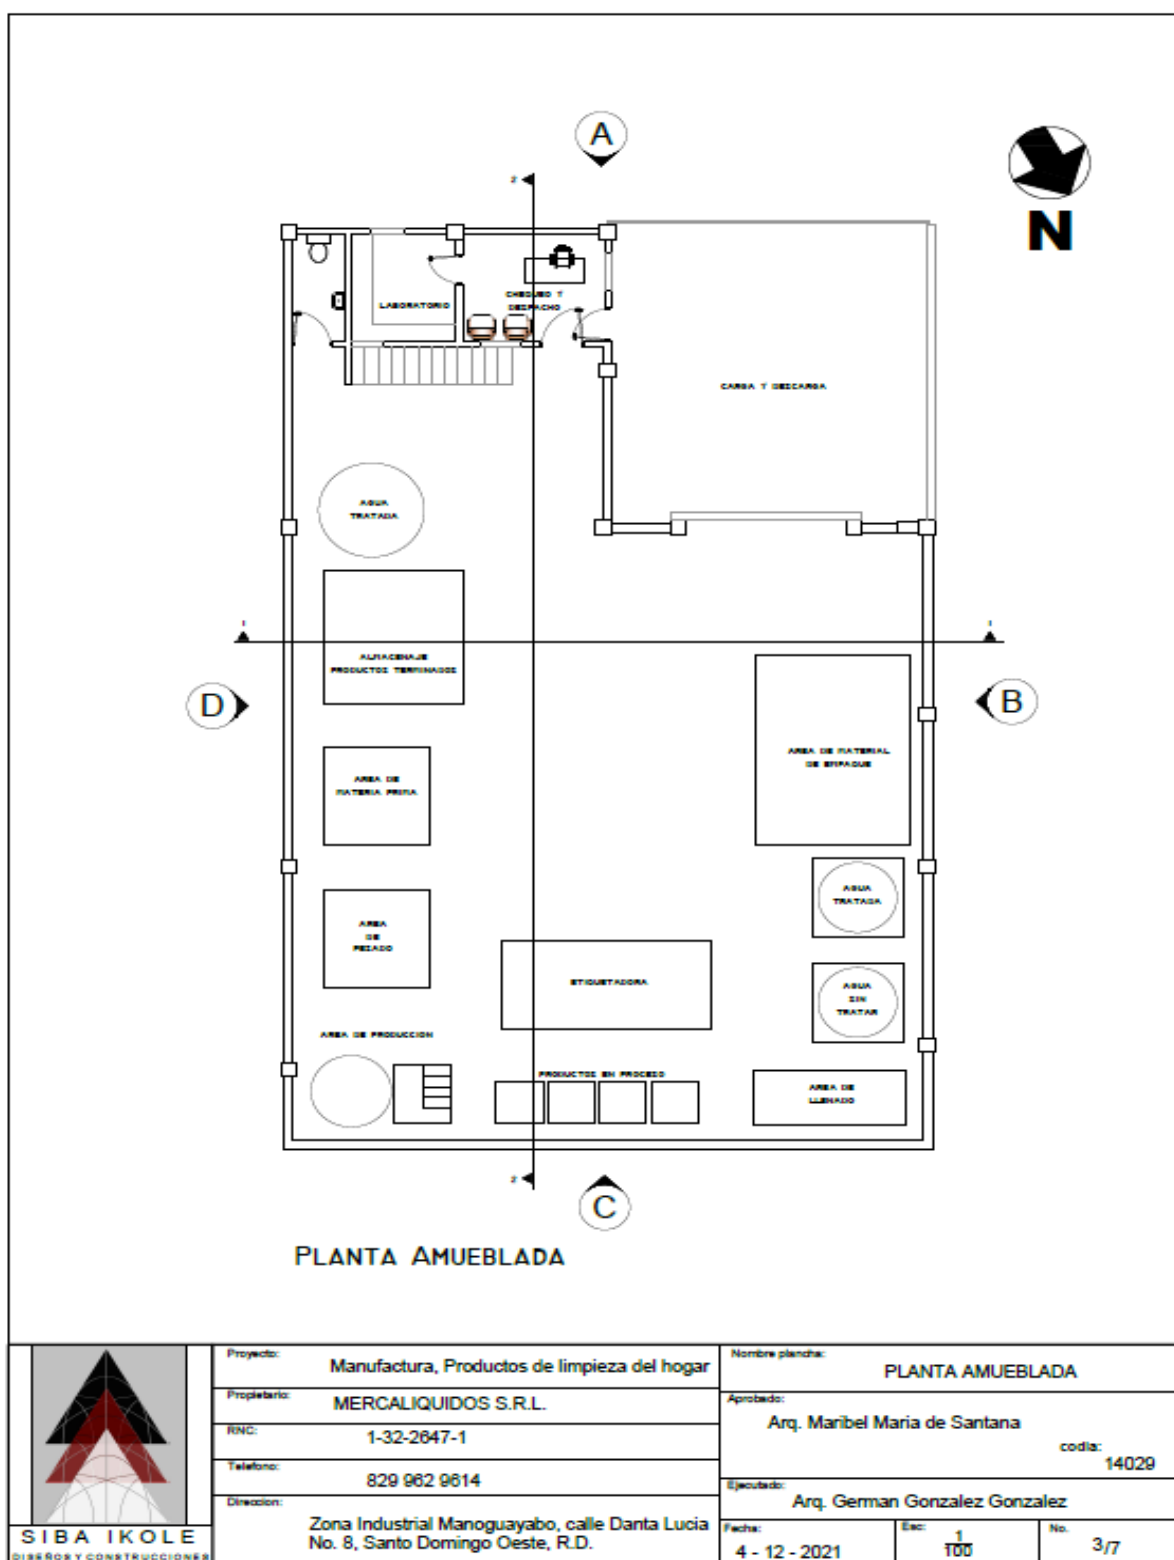 A
N
2
LABORATORIO
CHEQUEO Y
DESPACHO
CARGA Y DESCARGA
AGUA
TRATADA
1
1
ALMACENAJE
PRODUCTOS TERMINADOS
D
B
AREA DE MATERIAL
DE EMPAQUE
AREA DE
MATERIA PRIMA
AGUA
TRATADA
AREA
DE
PEZADO
ETIQUETADORA
AGUA
SIN
TRATAR
AREA DE PRODUCCION
PRODUCTOS EN PROCESO
AREA DE
LLENADO
2
C
PLANTA AMUEBLADA
SIBA IKOLE
DISEÑOS Y CONSTRUCCIONES
Proyecto:
Manufactura, Productos de limpieza del hogar
Propietario:
MERCALIQUIDOS S.R.L.
RNC:
1-32-2647-1
Telefono:
829 962 9614
Direccion:
Zona Industrial Manoguayabo, calle Danta Lucia
No. 8, Santo Domingo Oeste, R.D.
Nombre plancha:
PLANTA AMUEBLADA
Aprobado:
Arq. Maribel Maria de Santana
codia:
14029
Ejecutado:
Arq. German Gonzalez Gonzalez
Fecha:
4 - 12 - 2021
Esc:
1
100
No.
3/7